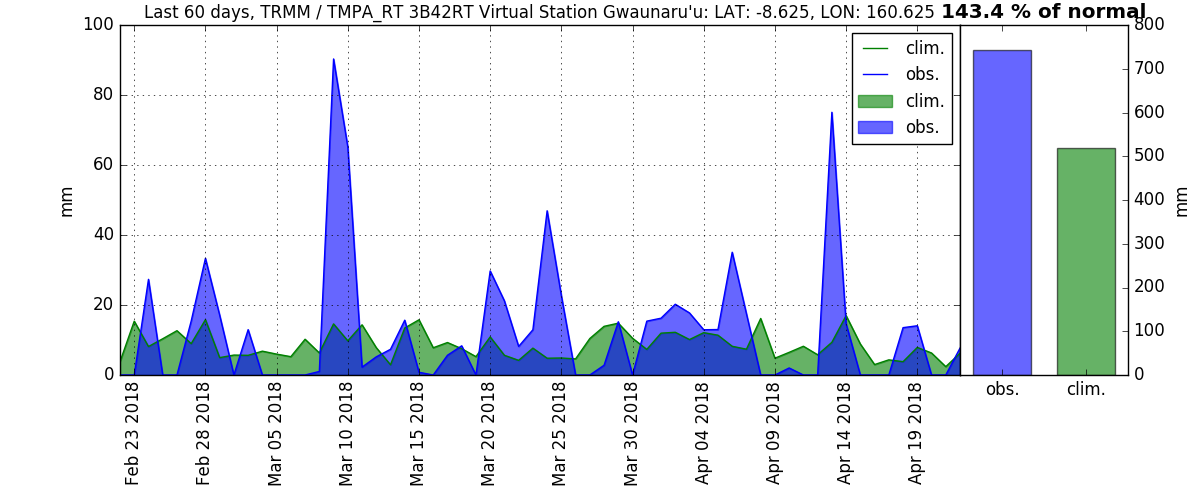 Last 60 days, TRMM / TMPA_RT 3B42RT Virtual Station Gwaunaru'u: LAT: -8.625, LON: 160.625 143.4 % of normal
100
80
60
40
20
0
mm
clim.
obs.
clim.
obs.
800
700
600
500
400
300
200
100
0
mm
obs.
clim.
Feb 23 2018
Feb 28 2018
Mar 05 2018
Mar 10 2018
Mar 15 2018
Mar 20 2018
Mar 25 2018
Mar 30 2018
Apr 04 2018
Apr 09 2018
Apr 14 2018
Apr 19 2018